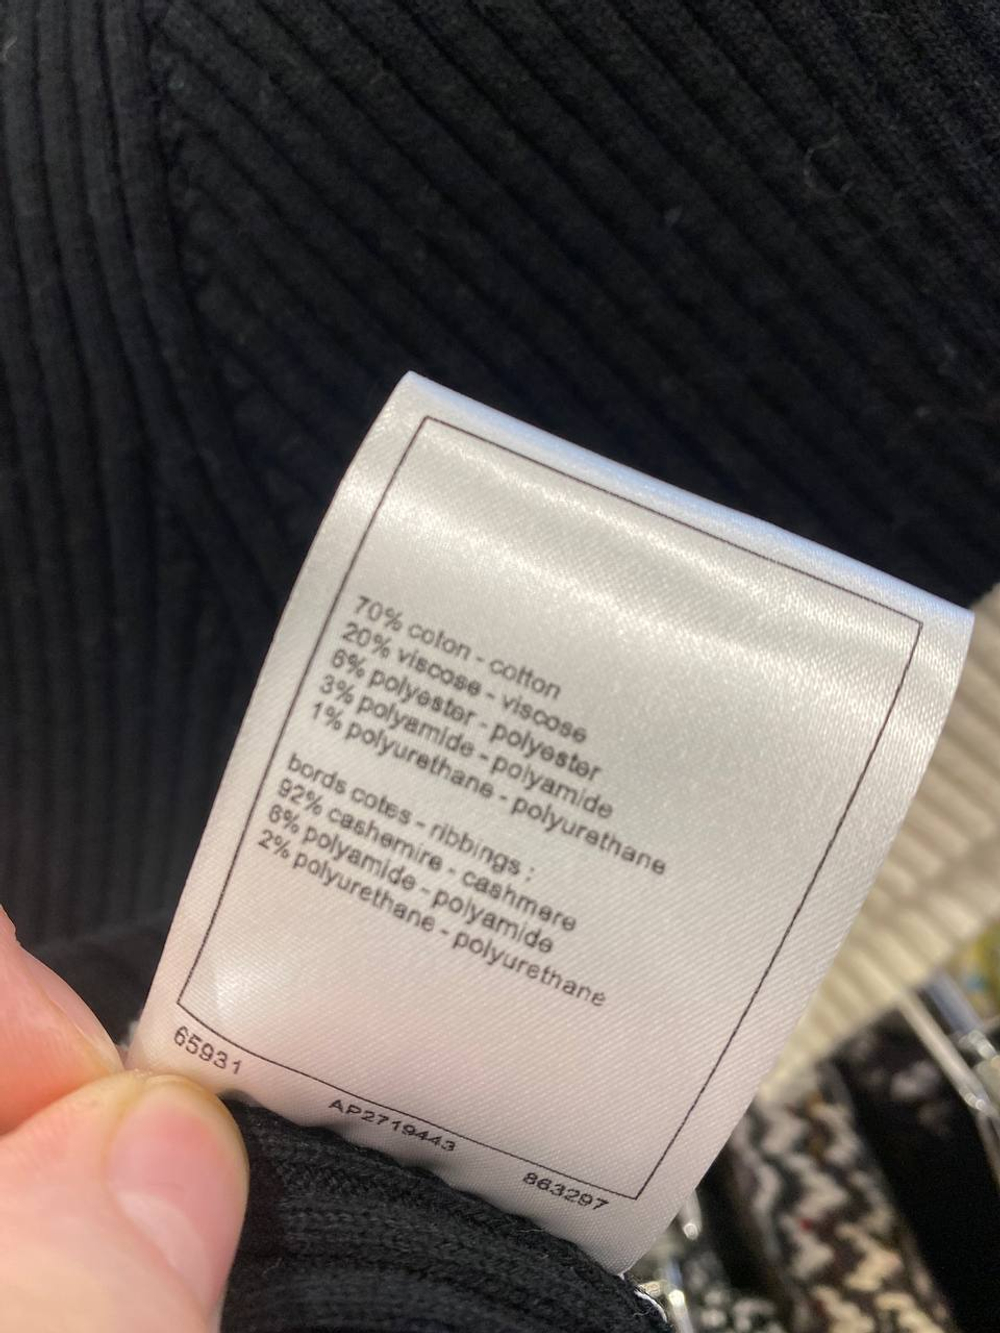 70% coton - cotton
20% viscose - viscose
6% polyester - polyester
3% polyamide - polyamide
1% polyurethane - polyurethane
bords cotes - ribbings :
92% cashemire - cashmere
6% polyamide - polyamide
2% polyurethane - polyurethane
65931
AP2719443
863297